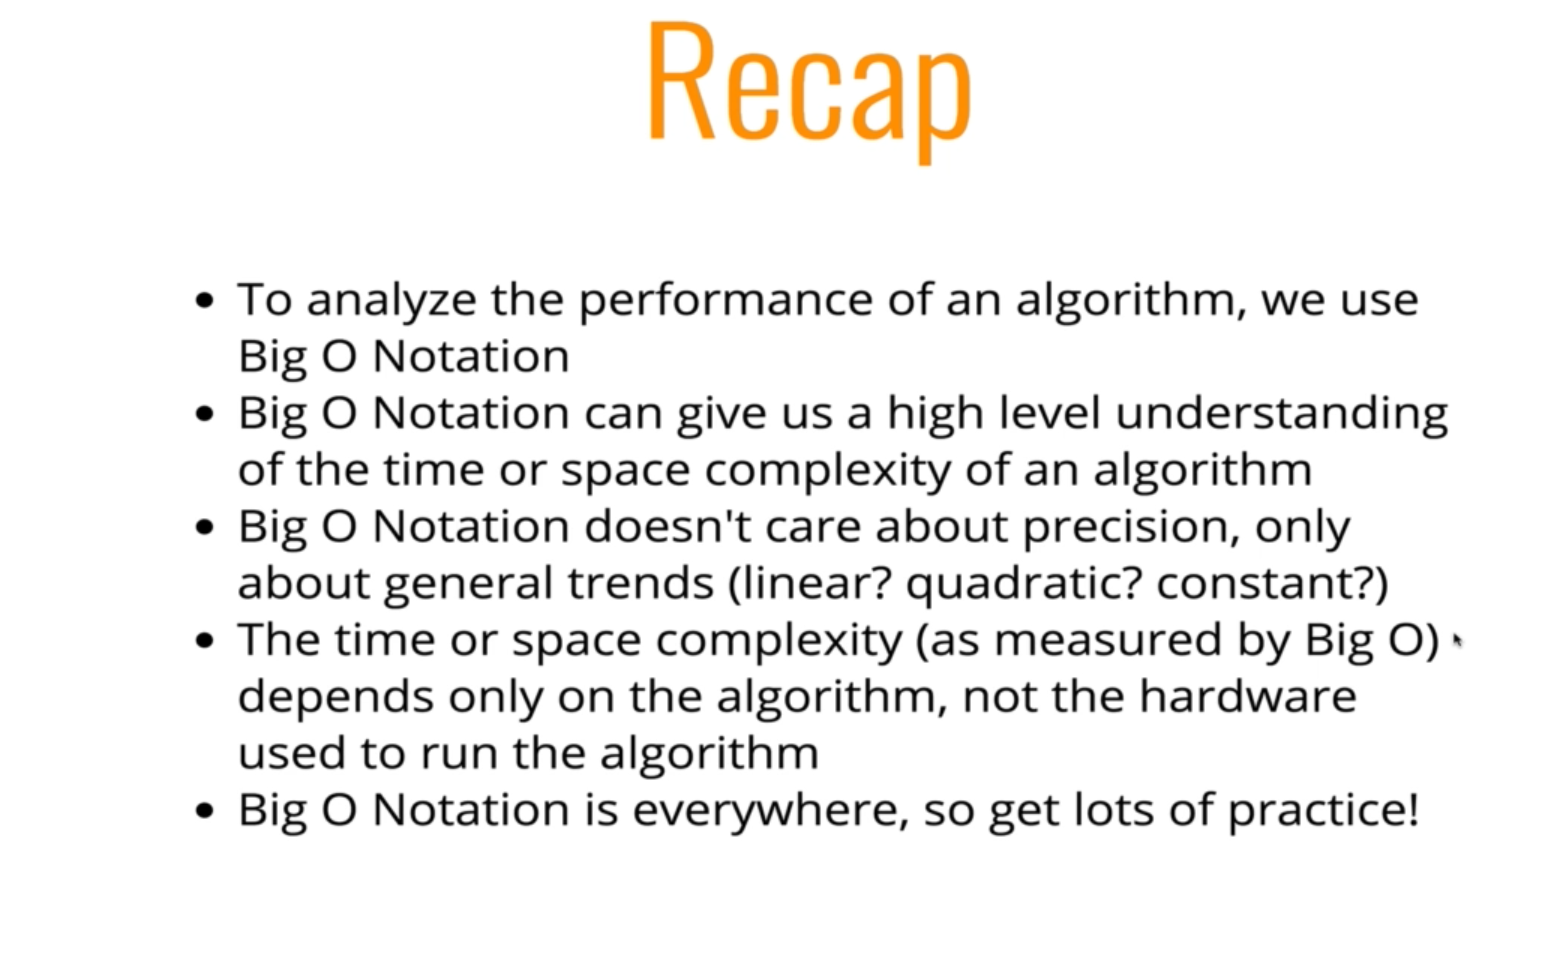 Recap
• To analyze the performance of an algorithm, we use
Big O Notation
• Big O Notation can give us a high level understanding
of the time or space complexity of an algorithm
• Big O Notation doesn't care about precision, only
about general trends (linear? quadratic? constant?)
• The time or space complexity (as measured by Big O)
depends only on the algorithm, not the hardware
used to run the algorithm
• Big O Notation is everywhere, so get lots of practice!